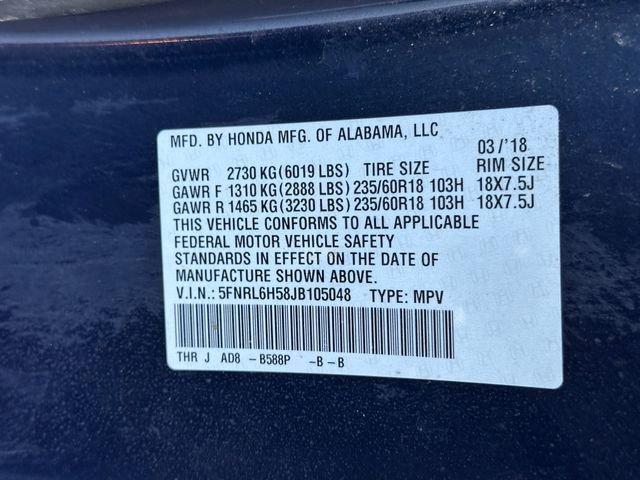 MFD. BY HONDA MFG. OF ALABAMA, LLC 03/'18
GVWR 2730 KG(6019 LBS) TIRE SIZE RIM SIZE
GAWR F 1310 KG(2888 LBS) 235/60R18 103H 18X7.5J
GAWR R 1465 KG(3230 LBS) 235/60R18 103H 18X7.5J
THIS VEHICLE CONFORMS TO ALL APPLICABLE
FEDERAL MOTOR VEHICLE SAFETY
STANDARDS IN EFFECT ON THE DATE OF
MANUFACTURE SHOWN ABOVE.
V.I.N.: 5FNRL6H58JB105048 TYPE: MPV
THR J AD8 -B588P -B-B